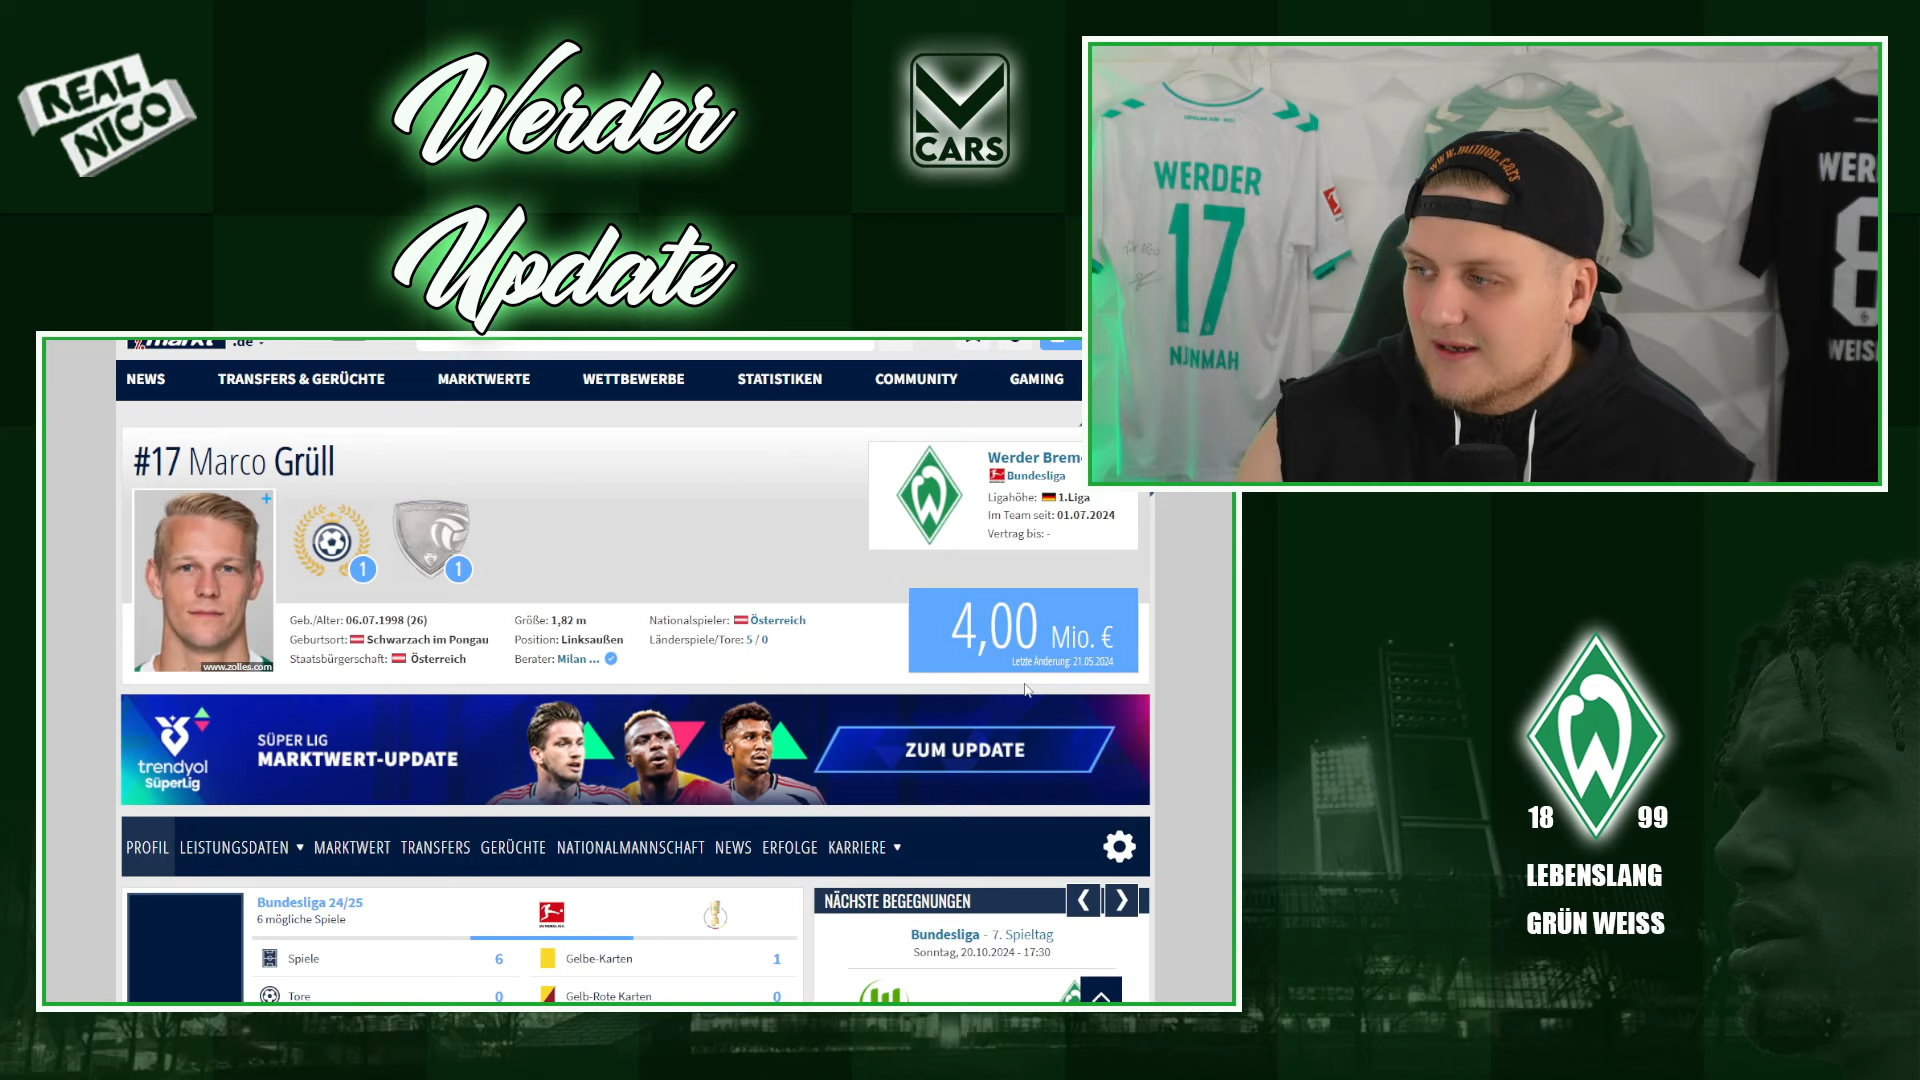 REAL
NICO
Werder
Update
CARS
www.milvon.cars
WERDER
17
NJINMAH
8
.de
NEWS TRANSFERS & GERÜCHTE MARKTWERTE WETTBEWERBE STATISTIKEN COMMUNITY GAMING
#17 Marco Grüll
Werder Brem
Bundesliga
Ligahöhe: 1.Liga
Im Team seit: 01.07.2024
Vertrag bis: -
1
1
www.zolles.com
Geb./Alter: 06.07.1998 (26)
Geburtsort: Schwarzach im Pongau
Staatsbürgerschaft: Österreich
Größe: 1,82 m
Position: Linksaußen
Berater: Milan ...
Nationalspieler: Österreich
Länderspiele/Tore: 5 / 0
4,00 Mio. €
Letzte Änderung: 21.05.2024
trendyol
SüperLig
SÜPER LIG
MARKTWERT-UPDATE
ZUM UPDATE
PROFIL LEISTUNGSDATEN MARKTWERT TRANSFERS GERÜCHTE NATIONALMANNSCHAFT NEWS ERFOLGE KARRIERE
Bundesliga 24/25
6 mögliche Spiele
Spiele 6 Gelbe-Karten 1
Tore 0 Gelb-Rote Karten 0
NÄCHSTE BEGEGNUNGEN
Bundesliga - 7. Spieltag
Sonntag, 20.10.2024 - 17:30
18 99
LEBENSLANG
GRÜN WEISS